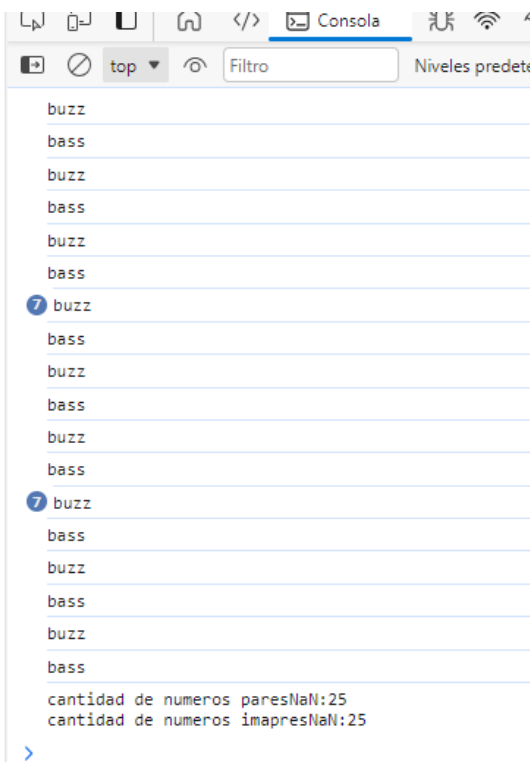 Consola
top
Filtro
Niveles predete
buzz
bass
buzz
bass
buzz
bass
7 buzz
bass
buzz
bass
buzz
bass
7 buzz
bass
buzz
bass
buzz
bass
cantidad de numeros paresNaN:25
cantidad de numeros imapresNaN:25